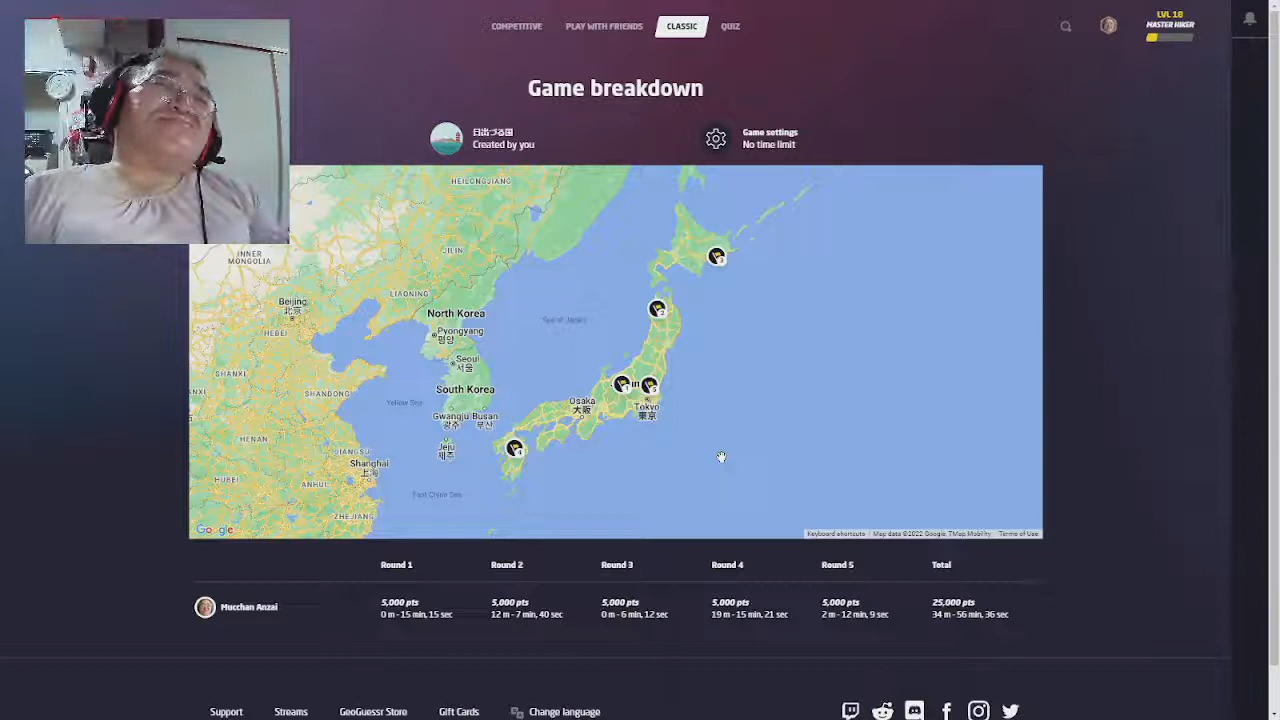 COMPETITIVE
PLAY WITH FRIENDS
CLASSIC
QUIZ
LVL 18
MASTER HIKER
Game breakdown
日出づる国
Created by you
Game settings
No time limit
HEILONGJIANG
INNER
MONGOLIA
JILIN
LIAONING
Beijing
北京
HEBEI
North Korea
Pyongyang
평양
Sea of Japan
Seoul
서울
SHANXI
SHANDONG
South Korea
Yellow Sea
Gwangju
광주
Busan
부산
Osaka
大阪
Tokyo
東京
Jeju
제주
HENAN
JIANGSU
Shanghai
上海
HUBEI
ANHUI
East China Sea
ZHEJIANG
Google
Keyboard shortcuts
Map data ©2022 Google, TMap Mobility
Terms of Use
Round 1
Round 2
Round 3
Round 4
Round 5
Total
Mucchan Anzai
5,000 pts
0 m - 15 min, 15 sec
5,000 pts
12 m - 7 min, 40 sec
5,000 pts
0 m - 6 min, 12 sec
5,000 pts
19 m - 15 min, 21 sec
5,000 pts
2 m - 12 min, 9 sec
25,000 pts
34 m - 56 min, 36 sec
Support
Streams
GeoGuessr Store
Gift Cards
Change language